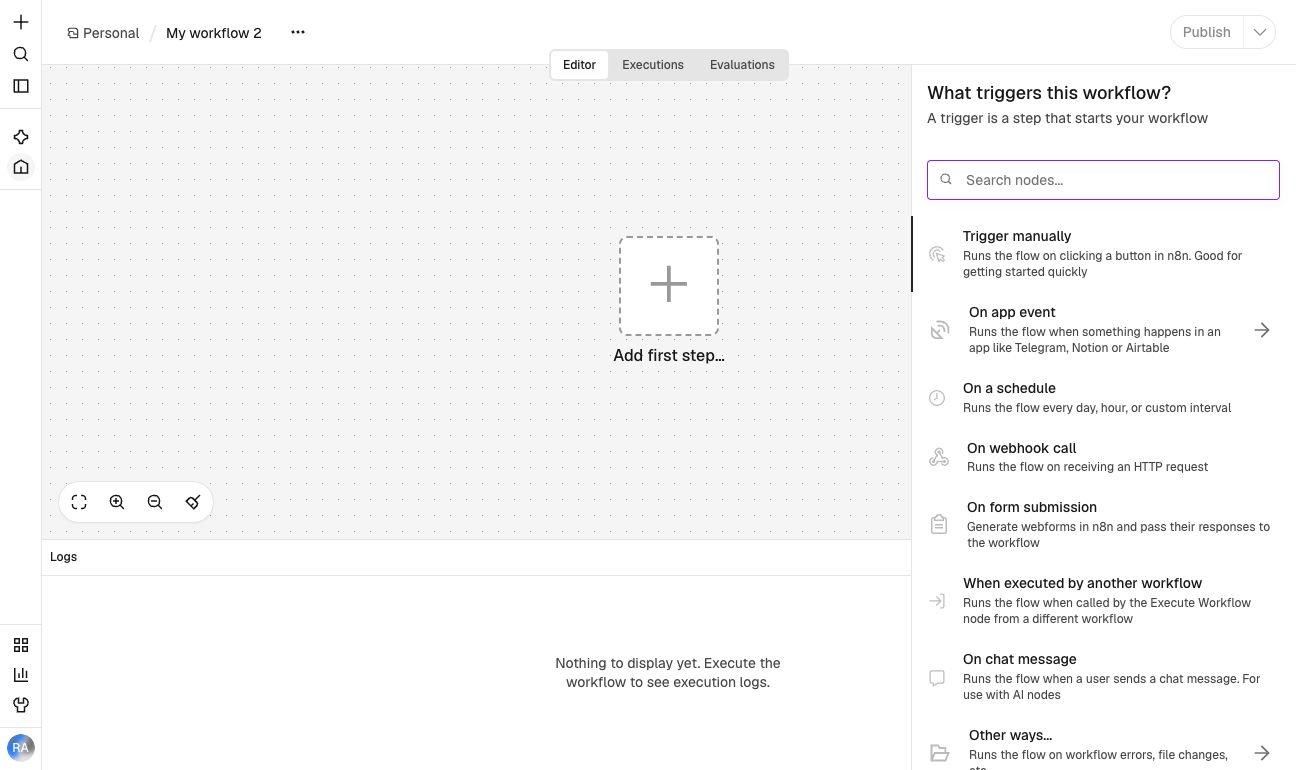 Personal / My workflow 2
Publish
Editor
Executions
Evaluations
Add first step...
Logs
Nothing to display yet. Execute the
workflow to see execution logs.
RA
What triggers this workflow?
A trigger is a step that starts your workflow
Search nodes...
Trigger manually
Runs the flow on clicking a button in n8n. Good for
getting started quickly
On app event
Runs the flow when something happens in an
app like Telegram, Notion or Airtable
On a schedule
Runs the flow every day, hour, or custom interval
On webhook call
Runs the flow on receiving an HTTP request
On form submission
Generate webforms in n8n and pass their responses to
the workflow
When executed by another workflow
Runs the flow when called by the Execute Workflow
node from a different workflow
On chat message
Runs the flow when a user sends a chat message. For
use with AI nodes
Other ways...
Runs the flow on workflow errors, file changes,